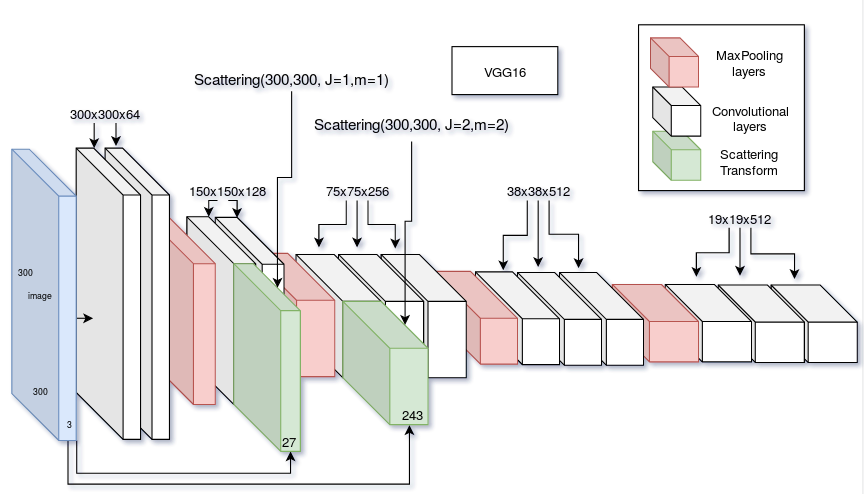 VGG16
MaxPooling
layers
Convolutional
layers
Scattering
Transform
Scattering(300,300, J=1,m=1)
Scattering(300,300, J=2,m=2)
300x300x64
150x150x128
75x75x256
38x38x512
19x19x512
300
image
300
3
27
243